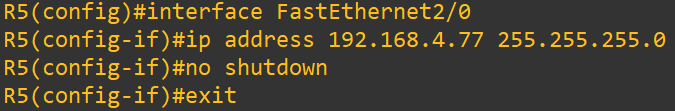 R5(config)#interface FastEthernet2/0
R5(config-if)#ip address 192.168.4.77 255.255.255.0
R5(config-if)#no shutdown
R5(config-if)#exit